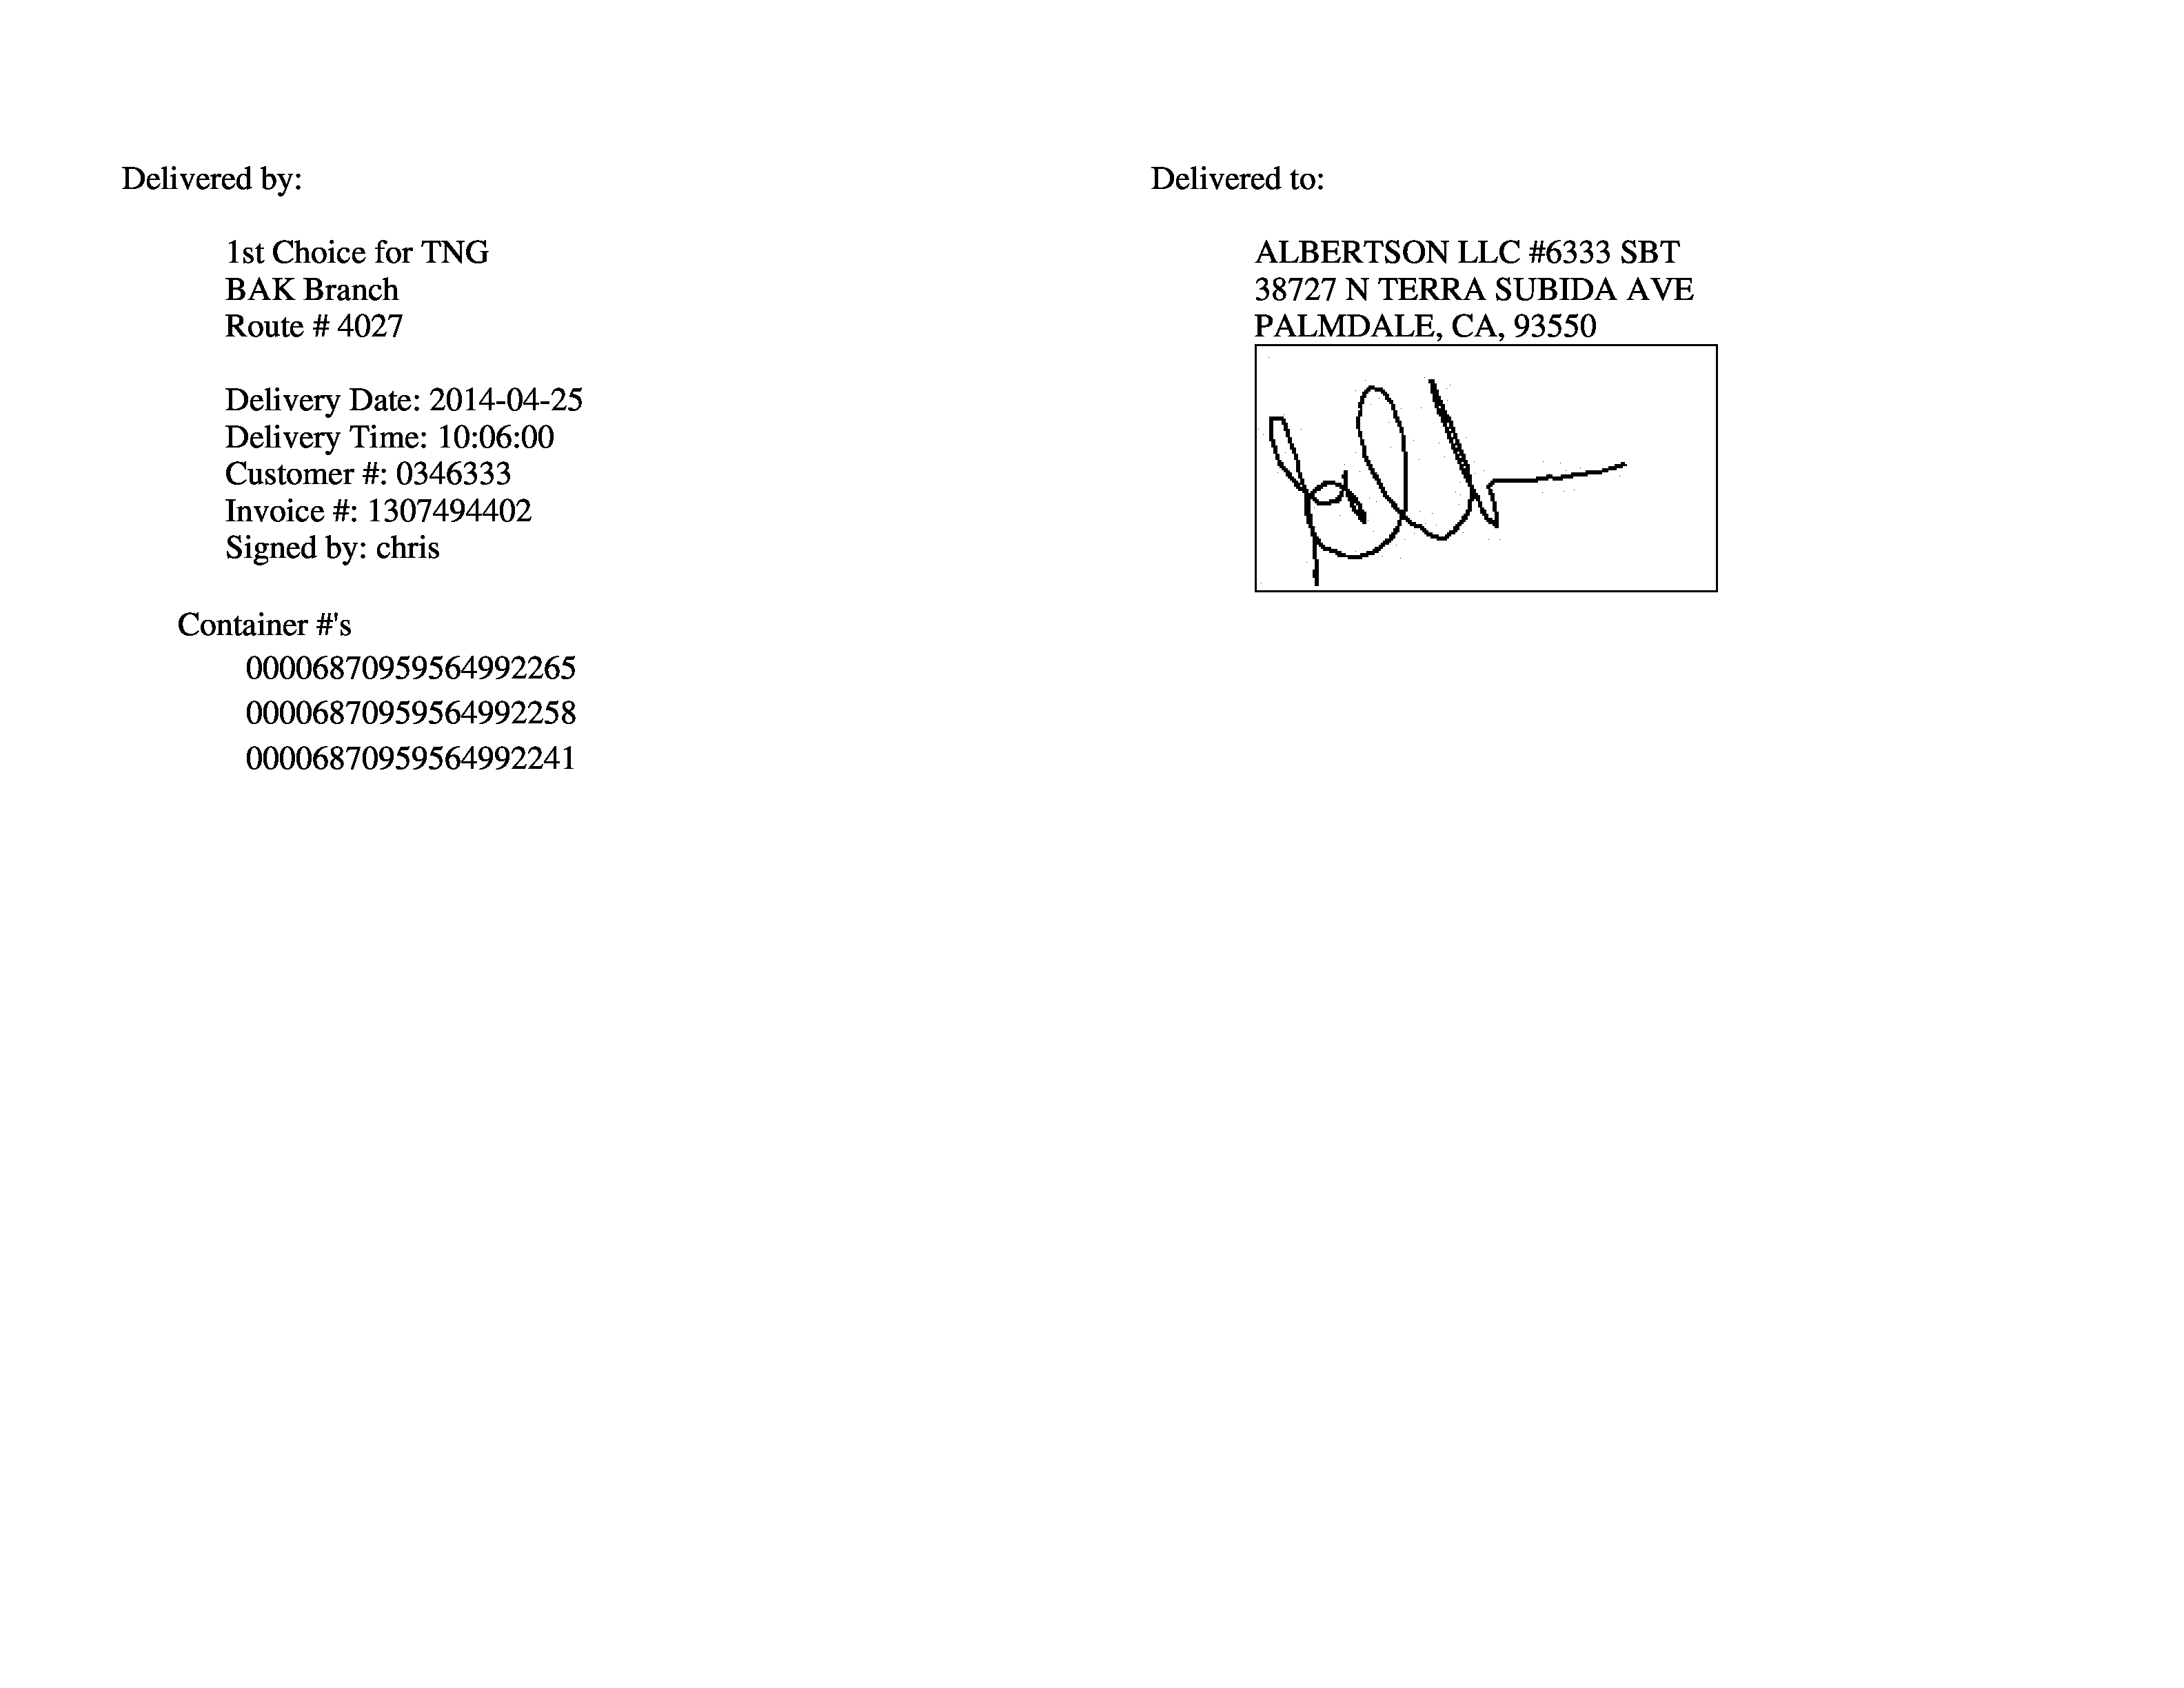 Delivered by:
1st Choice for TNG
BAK Branch
Route # 4027
Delivery Date: 2014-04-25
Delivery Time: 10:06:00
Customer #: 0346333
Invoice #: 1307494402
Signed by: chris
Container #'s
00006870959564992265
00006870959564992258
00006870959564992241
Delivered to:
ALBERTSON LLC #6333 SBT
38727 N TERRA SUBIDA AVE
PALMDALE, CA, 93550